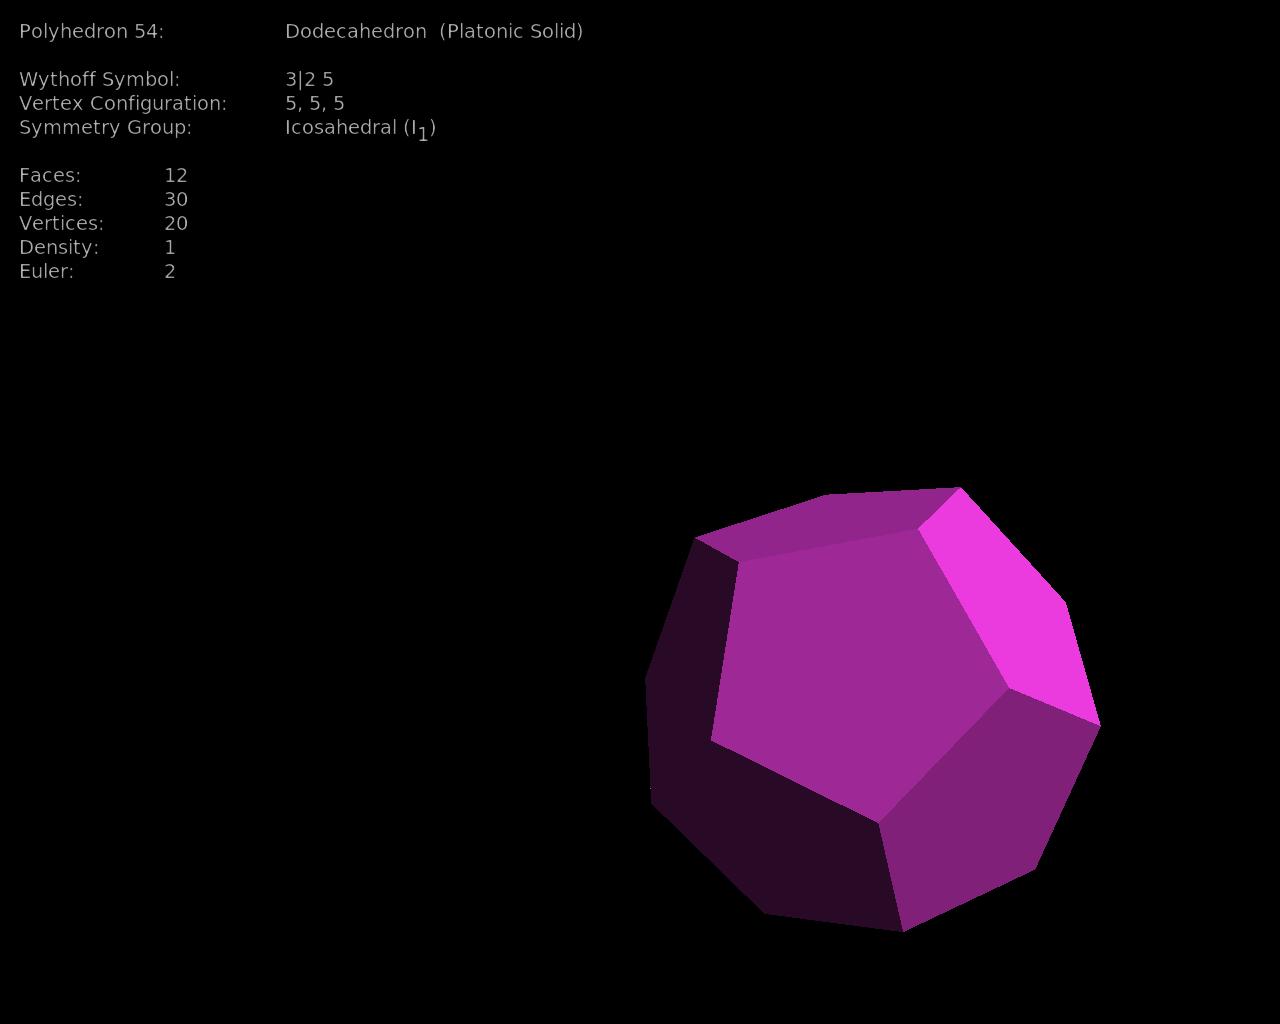 Polyhedron 54: Dodecahedron (Platonic Solid)
Wythoff Symbol: 3|2 5
Vertex Configuration: 5, 5, 5
Symmetry Group: Icosahedral (I1)
Faces: 12
Edges: 30
Vertices: 20
Density: 1
Euler: 2